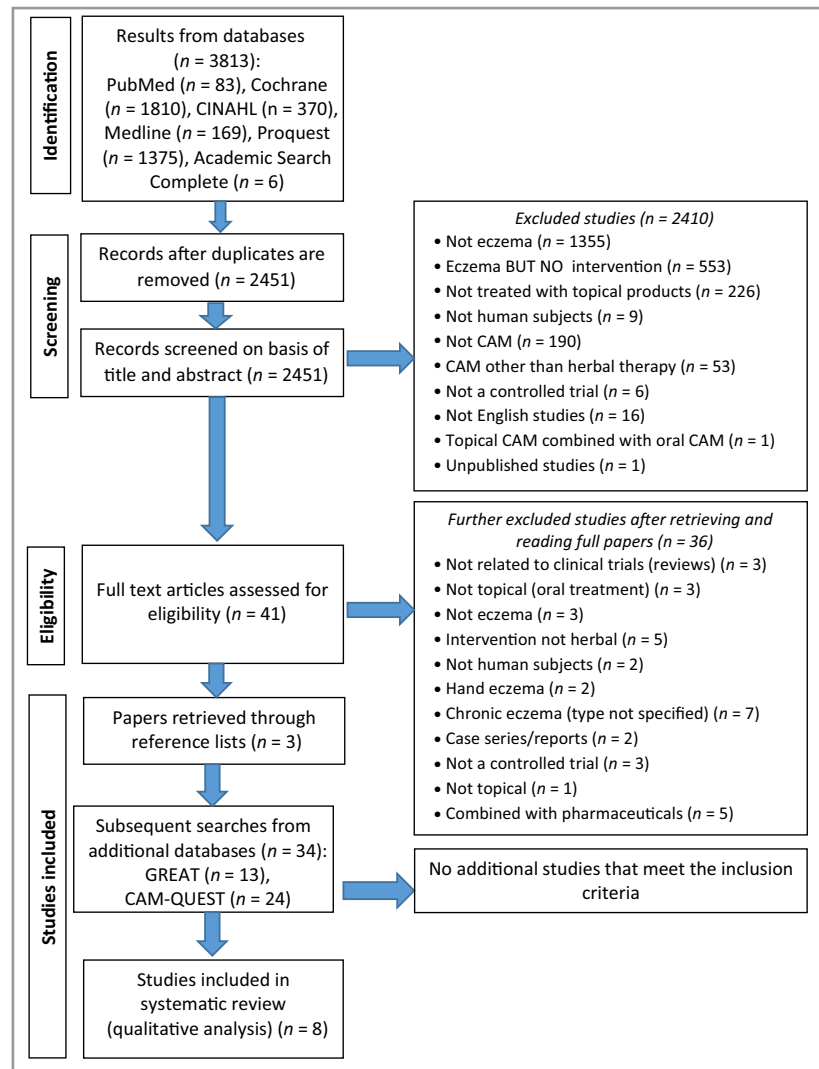 Identification
Results from databases
(n = 3813):
PubMed (n = 83), Cochrane
(n = 1810), CINAHL (n = 370),
Medline (n = 169), Proquest
(n = 1375), Academic Search
Complete (n = 6)
Screening
Records after duplicates are
removed (n = 2451)
Records screened on basis of
title and abstract (n = 2451)
Excluded studies (n = 2410)
• Not eczema (n = 1355)
• Eczema BUT NO intervention (n = 553)
• Not treated with topical products (n = 226)
• Not human subjects (n = 9)
• Not CAM (n = 190)
• CAM other than herbal therapy (n = 53)
• Not a controlled trial (n = 6)
• Not English studies (n = 16)
• Topical CAM combined with oral CAM (n = 1)
• Unpublished studies (n = 1)
Eligibility
Full text articles assessed for
eligibility (n = 41)
Further excluded studies after retrieving and
reading full papers (n = 36)
• Not related to clinical trials (reviews) (n = 3)
• Not topical (oral treatment) (n = 3)
• Not eczema (n = 3)
• Intervention not herbal (n = 5)
• Not human subjects (n = 2)
• Hand eczema (n = 2)
• Chronic eczema (type not specified) (n = 7)
• Case series/reports (n = 2)
• Not a controlled trial (n = 3)
• Not topical (n = 1)
• Combined with pharmaceuticals (n = 5)
Studies included
Papers retrieved through
reference lists (n = 3)
Subsequent searches from
additional databases (n = 34):
GREAT (n = 13),
CAM-QUEST (n = 24)
No additional studies that meet the inclusion
criteria
Studies included in
systematic review
(qualitative analysis) (n = 8)